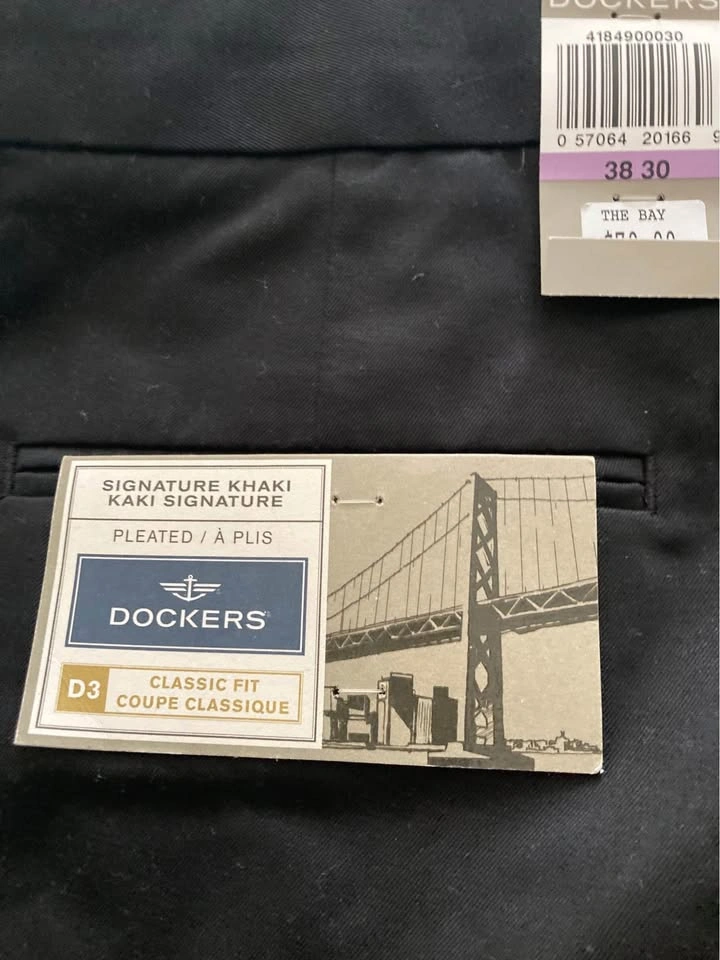 DOCKERS
4184900030
0 57064 20166 9
38 30
THE BAY
SIGNATURE KHAKI
KAKI SIGNATURE
PLEATED / À PLIS
DOCKERS
D3
CLASSIC FIT
COUPE CLASSIQUE